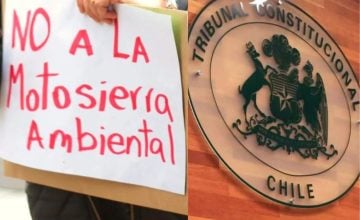 NO A LA
Motosierra
Ambiental
TRIBUNAL CONSTITUCIONAL
CHILE